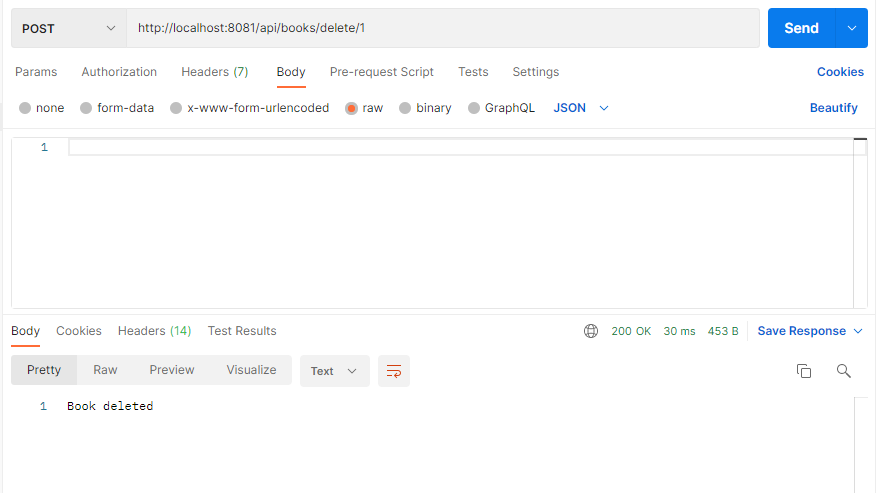 POST http://localhost:8081/api/books/delete/1 Send
Params Authorization Headers (7) Body Pre-request Script Tests Settings Cookies
none form-data x-www-form-urlencoded raw binary GraphQL JSON Beautify
1
Body Cookies Headers (14) Test Results 200 OK 30 ms 453 B Save Response
Pretty Raw Preview Visualize Text
1 Book deleted